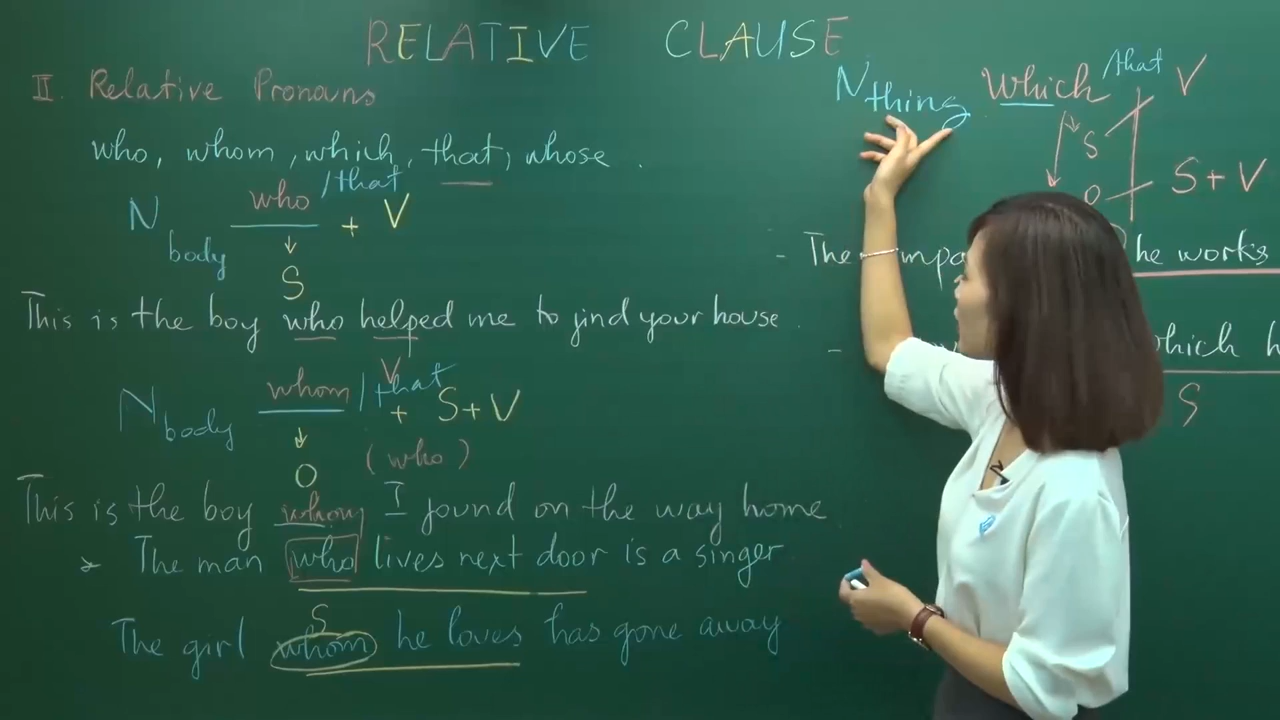 RELATIVE CLAUSE
II. Relative Pronouns
who, whom, which, that, whose.
N body who /that + V
↓
S
This is the boy who helped me to find your house.
V
N body whom /that + S+V
↓
O
(who)
This is the boy whom I found on the way home
The man who lives next door is a singer
S
The girl whom he loves has gone away
N thing Which /that V
S
O S+V
- The he works
- which
S